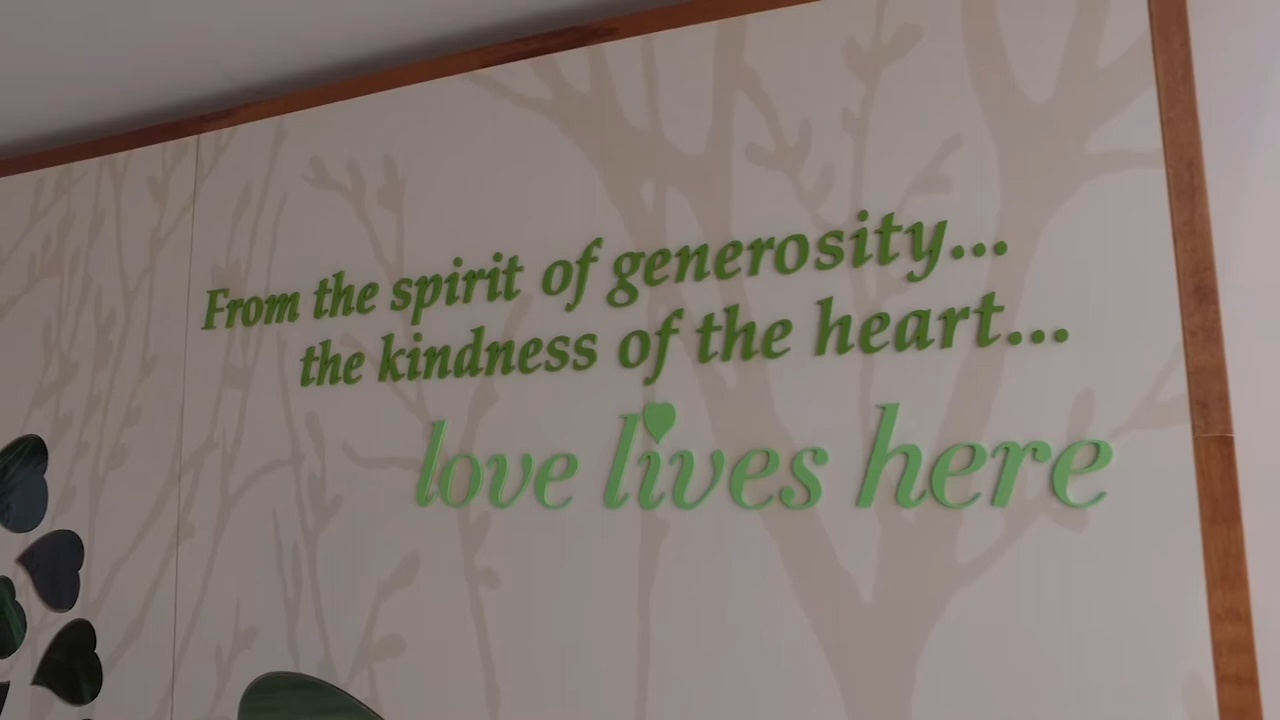 From the spirit of generosity...
the kindness of the heart...
love lives here